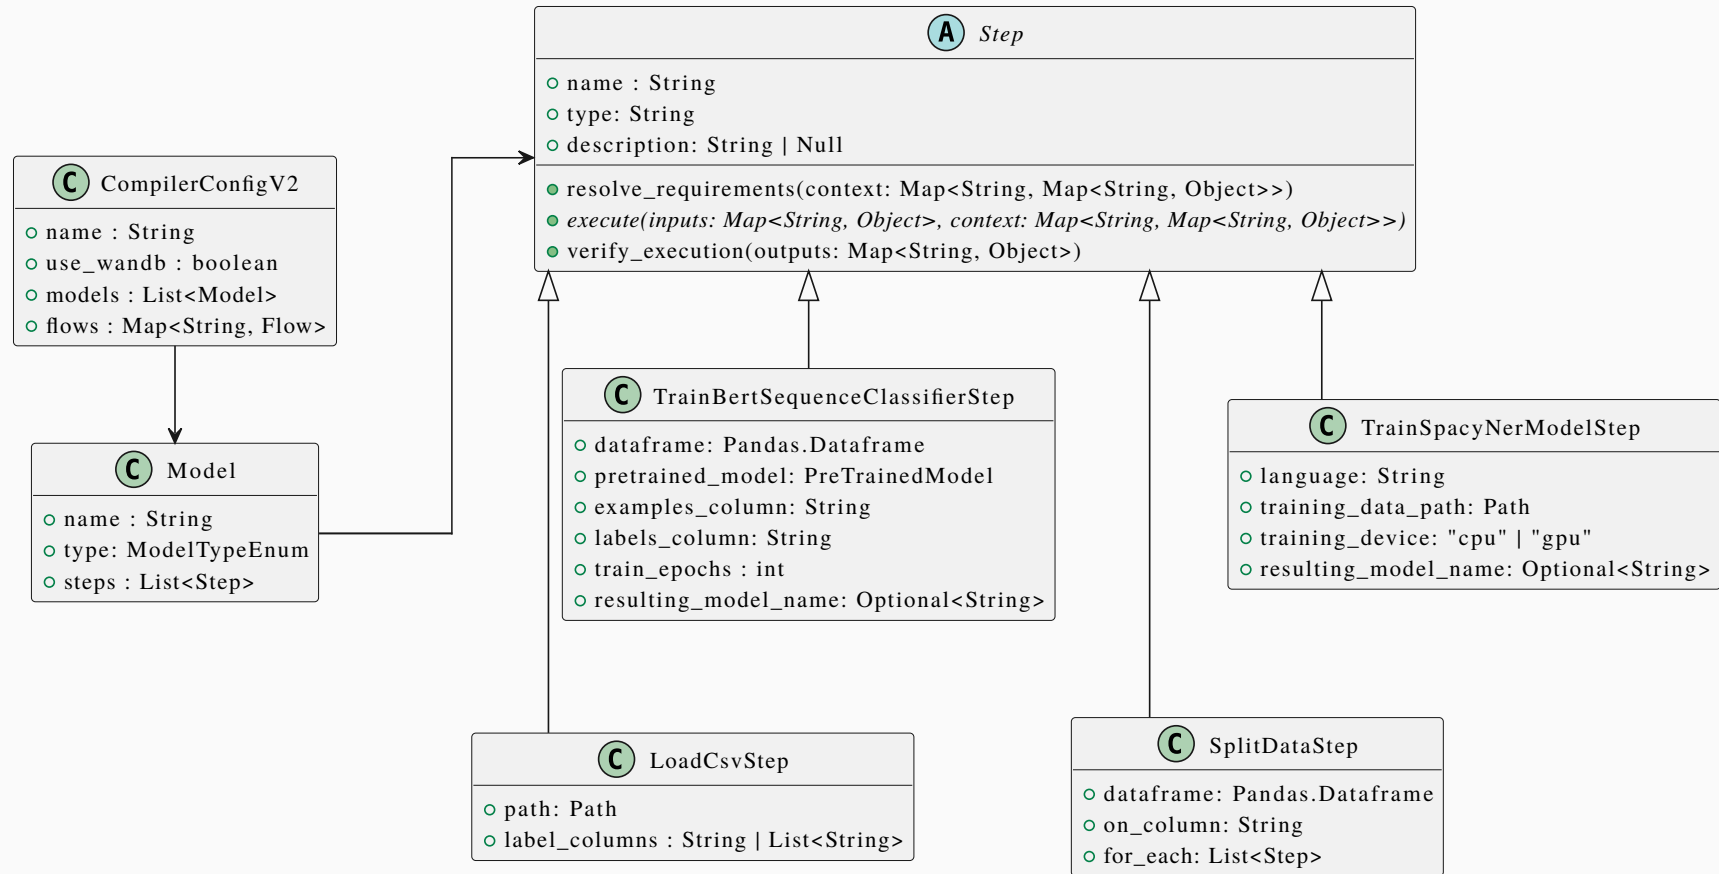 A Step
name : String
type: String
description: String | Null
resolve_requirements(context: Map<String, Map<String, Object>>)
execute(inputs: Map<String, Object>, context: Map<String, Map<String, Object>>)
verify_execution(outputs: Map<String, Object>)
C CompilerConfigV2
name : String
use_wandb : boolean
models : List<Model>
flows : Map<String, Flow>
C Model
name : String
type: ModelTypeEnum
steps : List<Step>
C TrainBertSequenceClassifierStep
dataframe: Pandas.Dataframe
pretrained_model: PreTrainedModel
examples_column: String
labels_column: String
train_epochs : int
resulting_model_name: Optional<String>
C TrainSpacyNerModelStep
language: String
training_data_path: Path
training_device: "cpu" | "gpu"
resulting_model_name: Optional<String>
C LoadCsvStep
path: Path
label_columns : String | List<String>
C SplitDataStep
dataframe: Pandas.Dataframe
on_column: String
for_each: List<Step>